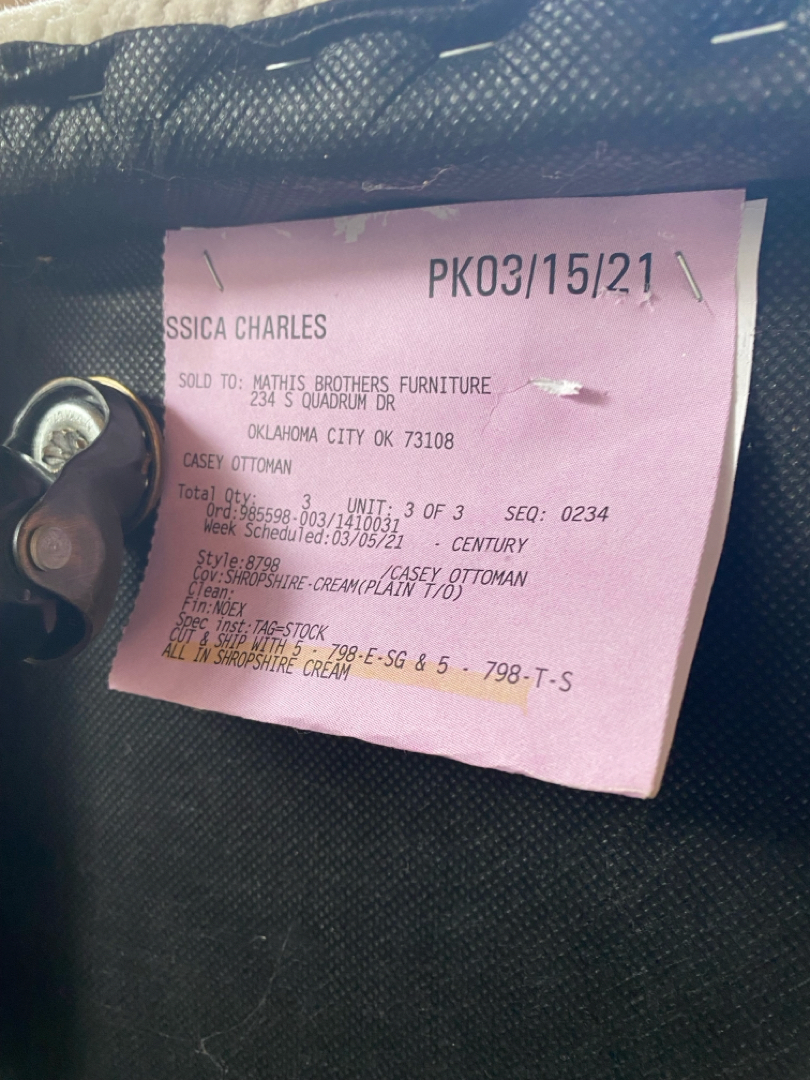 PK03/15/21
SSICA CHARLES
SOLD TO: MATHIS BROTHERS FURNITURE
234 S QUADRUM DR
OKLAHOMA CITY OK 73108
CASEY OTTOMAN
Total Qty: 3 UNIT: 3 OF 3 SEQ: 0234
Ord:985598-003/1410031
Week Scheduled:03/05/21 - CENTURY
Style:8798 /CASEY OTTOMAN
Cov:SHROPSHIRE-CREAM(PLAIN T/O)
Clean:
Fin:NOEX
Spec inst:TAG=STOCK
CUT & SHIP WITH 5 - 798-E-SG & 5 - 798-T-S
ALL IN SHROPSHIRE CREAM